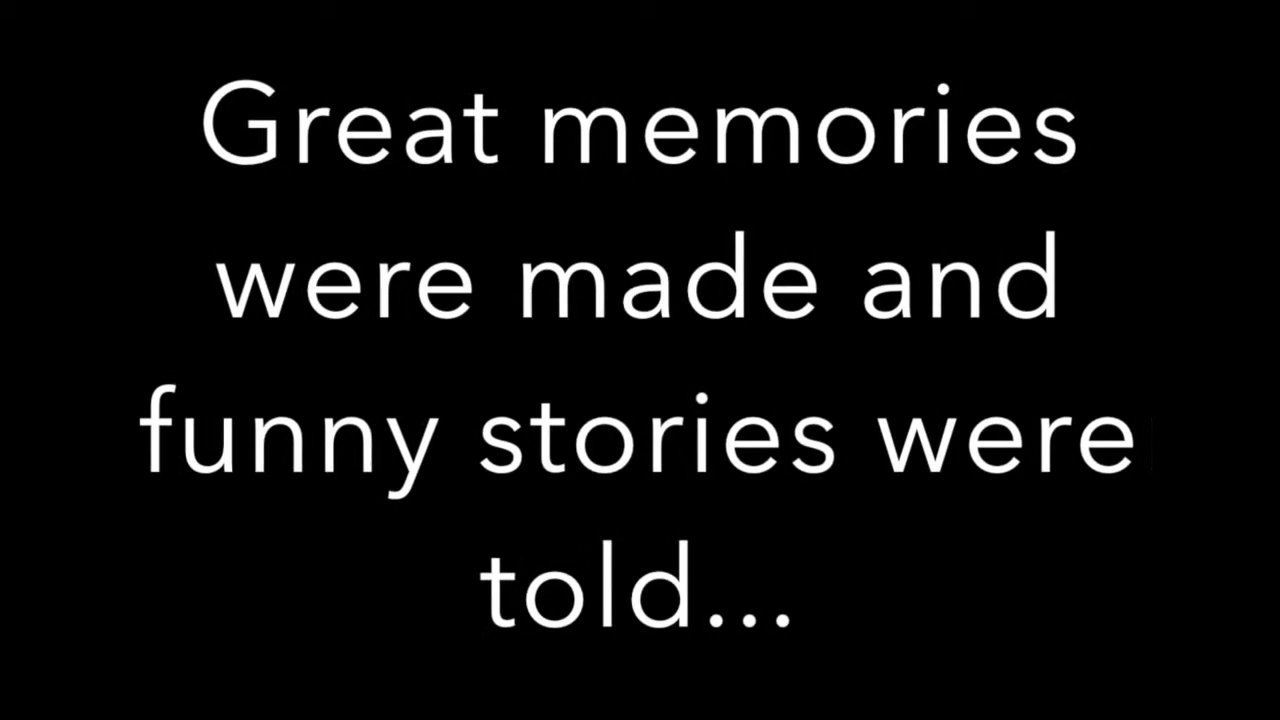 Great memories
were made and
funny stories were
told...